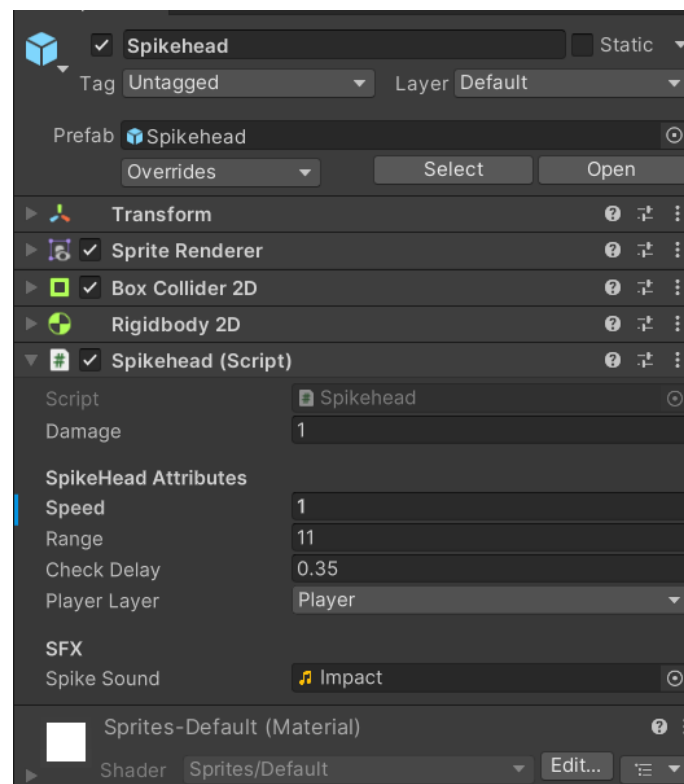 Spikehead Static
Tag Untagged Layer Default
Prefab Spikehead
Overrides Select Open
Transform
Sprite Renderer
Box Collider 2D
Rigidbody 2D
# Spikehead (Script)
Script # Spikehead
Damage 1
SpikeHead Attributes
Speed 1
Range 11
Check Delay 0.35
Player Layer Player
SFX
Spike Sound Impact
Sprites-Default (Material)
Shader Sprites/Default Edit...